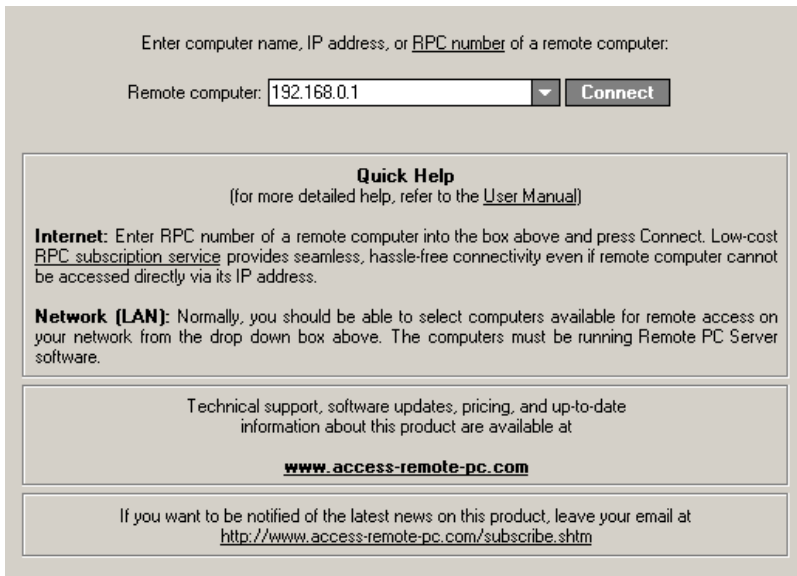 Enter computer name, IP address, or RPC number of a remote computer:
Remote computer: 192.168.0.1 Connect
Quick Help
(for more detailed help, refer to the User Manual)
Internet: Enter RPC number of a remote computer into the box above and press Connect. Low-cost
RPC subscription service provides seamless, hassle-free connectivity even if remote computer cannot
be accessed directly via its IP address.
Network (LAN): Normally, you should be able to select computers available for remote access on
your network from the drop down box above. The computers must be running Remote PC Server
software.
Technical support, software updates, pricing, and up-to-date
information about this product are available at
www.access-remote-pc.com
If you want to be notified of the latest news on this product, leave your email at
http://www.access-remote-pc.com/subscribe.shtm